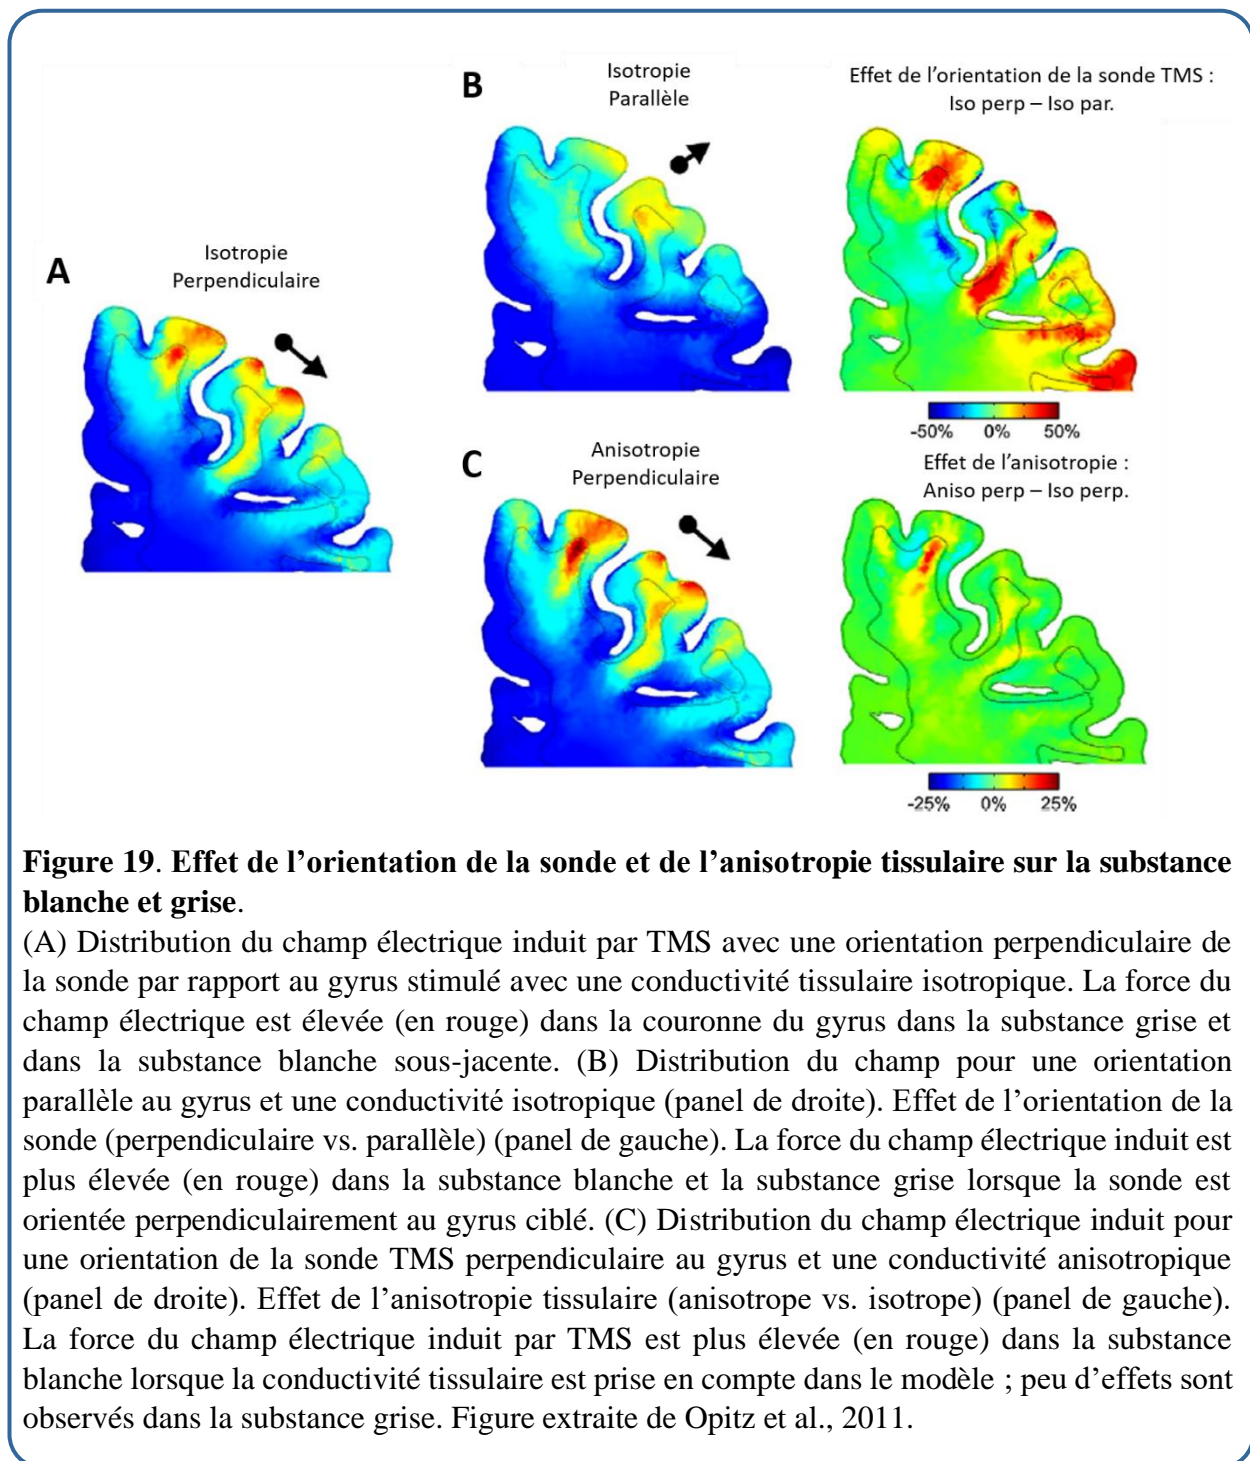 B
Isotropie
Parallèle
Effet de l’orientation de la sonde TMS :
Iso perp – Iso par.
A
Isotropie
Perpendiculaire
-50% 0% 50%
C
Anisotropie
Perpendiculaire
Effet de l’anisotropie :
Aniso perp – Iso perp.
-25% 0% 25%
Figure 19. Effet de l’orientation de la sonde et de l’anisotropie tissulaire sur la substance
blanche et grise.
(A) Distribution du champ électrique induit par TMS avec une orientation perpendiculaire de
la sonde par rapport au gyrus stimulé avec une conductivité tissulaire isotropique. La force du
champ électrique est élevée (en rouge) dans la couronne du gyrus dans la substance grise et
dans la substance blanche sous-jacente. (B) Distribution du champ pour une orientation
parallèle au gyrus et une conductivité isotropique (panel de droite). Effet de l’orientation de la
sonde (perpendiculaire vs. parallèle) (panel de gauche). La force du champ électrique induit est
plus élevée (en rouge) dans la substance blanche et la substance grise lorsque la sonde est
orientée perpendiculairement au gyrus ciblé. (C) Distribution du champ électrique induit pour
une orientation de la sonde TMS perpendiculaire au gyrus et une conductivité anisotropique
(panel de droite). Effet de l’anisotropie tissulaire (anisotrope vs. isotrope) (panel de gauche).
La force du champ électrique induit par TMS est plus élevée (en rouge) dans la substance
blanche lorsque la conductivité tissulaire est prise en compte dans le modèle ; peu d’effets sont
observés dans la substance grise. Figure extraite de Opitz et al., 2011.